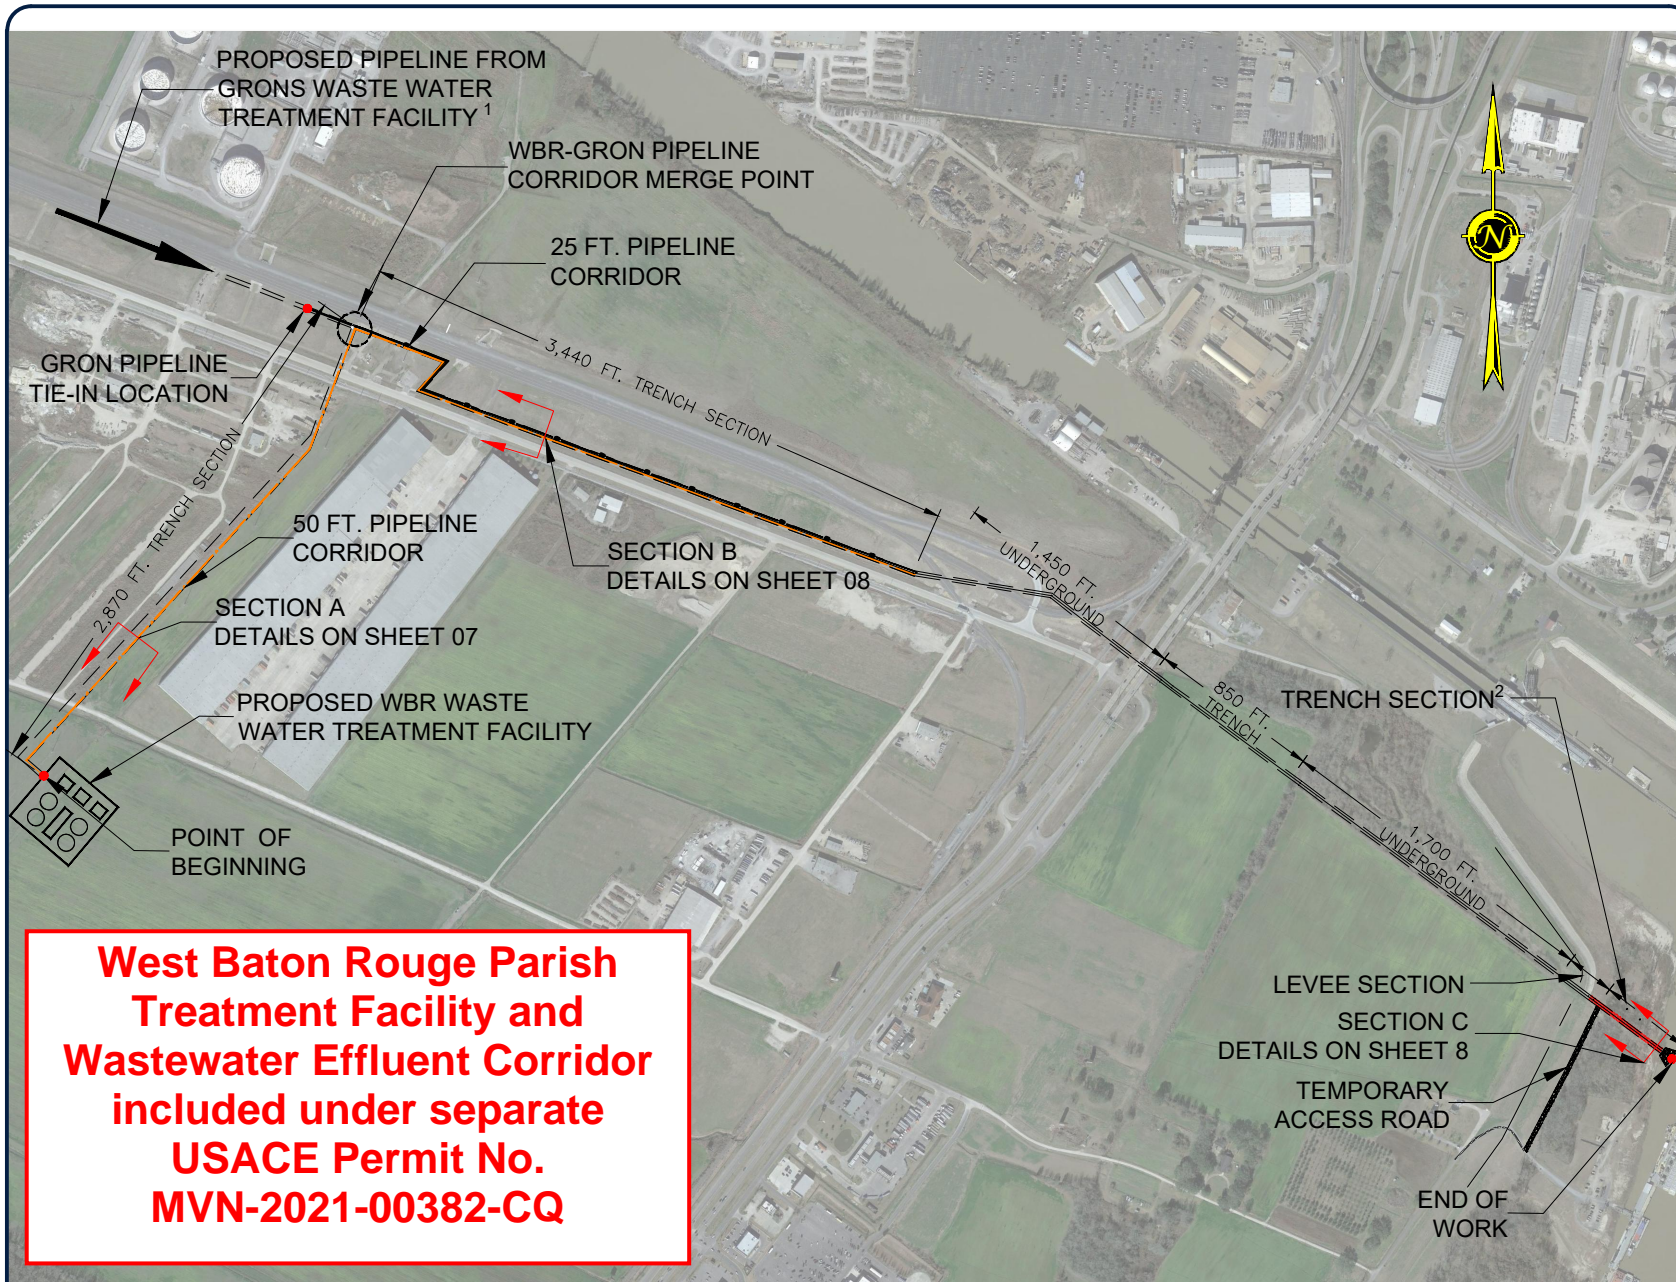 PROPOSED PIPELINE FROM
GRONS WASTE WATER
TREATMENT FACILITY 1
WBR-GRON PIPELINE
CORRIDOR MERGE POINT
25 FT. PIPELINE
CORRIDOR
N
GRON PIPELINE
TIE-IN LOCATION
3,440 FT. TRENCH SECTION
2,870 FT. TRENCH SECTION
50 FT. PIPELINE
CORRIDOR
SECTION B
DETAILS ON SHEET 08
1,450 FT.
UNDERGROUND
SECTION A
DETAILS ON SHEET 07
850 FT.
TRENCH
TRENCH SECTION2
PROPOSED WBR WASTE
WATER TREATMENT FACILITY
POINT OF
BEGINNING
1,700 FT.
UNDERGROUND
West Baton Rouge Parish
Treatment Facility and
Wastewater Effluent Corridor
included under separate
USACE Permit No.
MVN-2021-00382-CQ
LEVEE SECTION
SECTION C
DETAILS ON SHEET 8
TEMPORARY
ACCESS ROAD
END OF
WORK